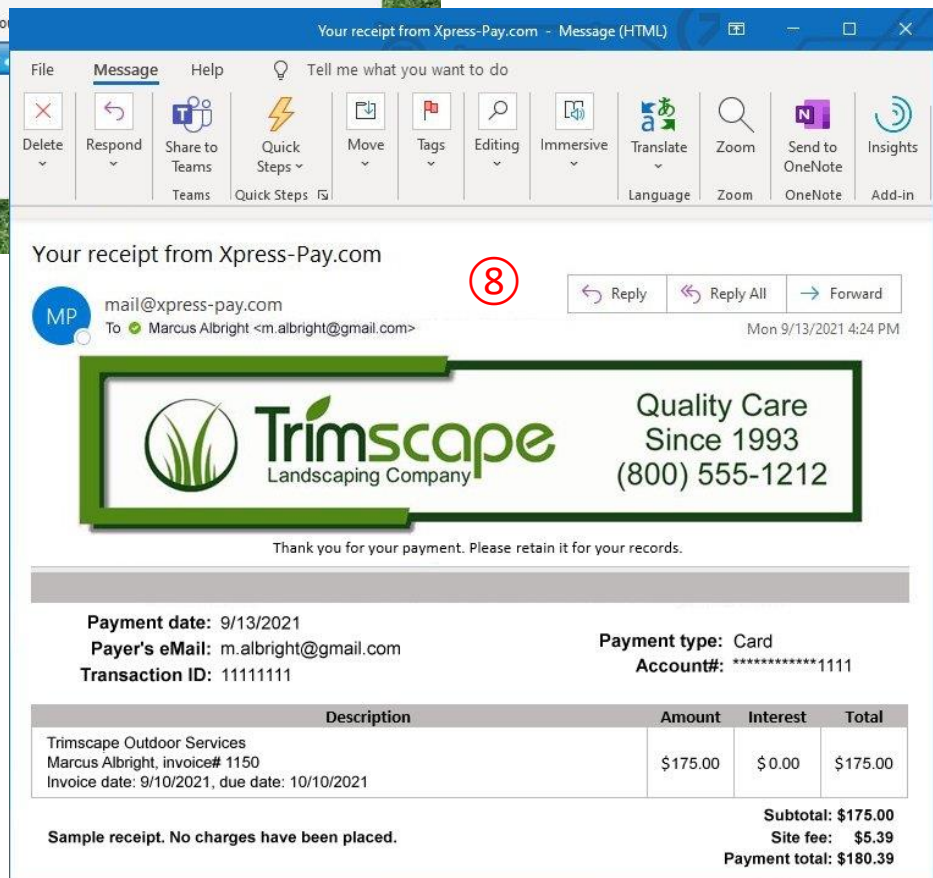 Your receipt from Xpress-Pay.com - Message (HTML)
File Message Help Tell me what you want to do
Delete Respond Share to Teams Quick Steps Move Tags Editing Immersive Translate Zoom Send to OneNote Insights
Teams Quick Steps Language Zoom OneNote Add-in
Your receipt from Xpress-Pay.com
⑧
Reply Reply All Forward
MP
mail@xpress-pay.com
To Marcus Albright <m.albright@gmail.com>
Mon 9/13/2021 4:24 PM
Trimscape
Landscaping Company
Quality Care
Since 1993
(800) 555-1212
Thank you for your payment. Please retain it for your records.
Payment date: 9/13/2021
Payer's eMail: m.albright@gmail.com
Transaction ID: 11111111
Payment type: Card
Account#: ************1111
Description Amount Interest Total
Trimscape Outdoor Services
Marcus Albright, invoice# 1150
Invoice date: 9/10/2021, due date: 10/10/2021
$175.00 $0.00 $175.00
Sample receipt. No charges have been placed.
Subtotal: $175.00
Site fee: $5.39
Payment total: $180.39